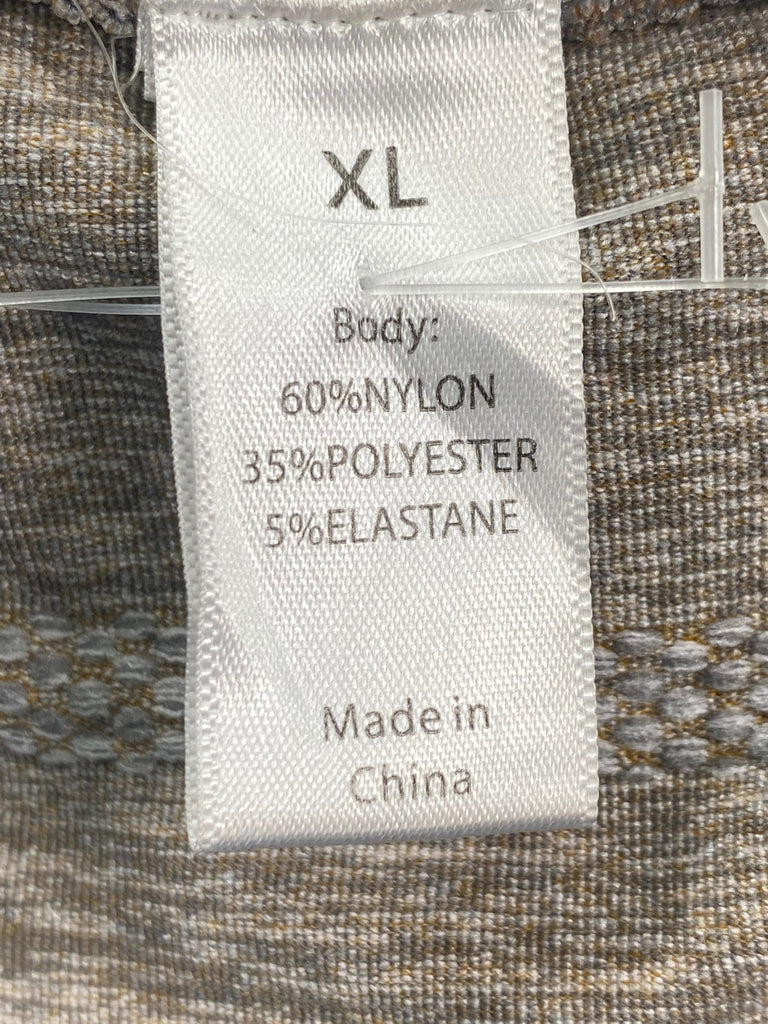 XL
Body:
60%NYLON
35%POLYESTER
5%ELASTANE
Made in
China